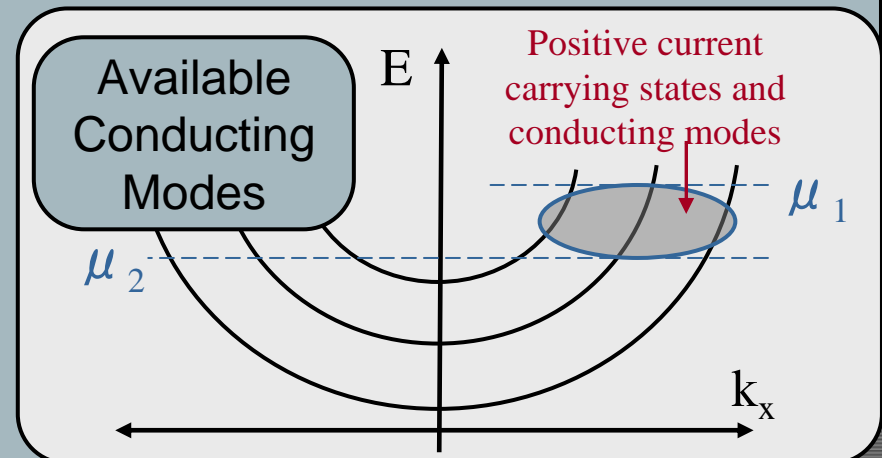 Available
Conducting
Modes
E
Positive current
carrying states and
conducting modes
μ 1
μ 2
kx